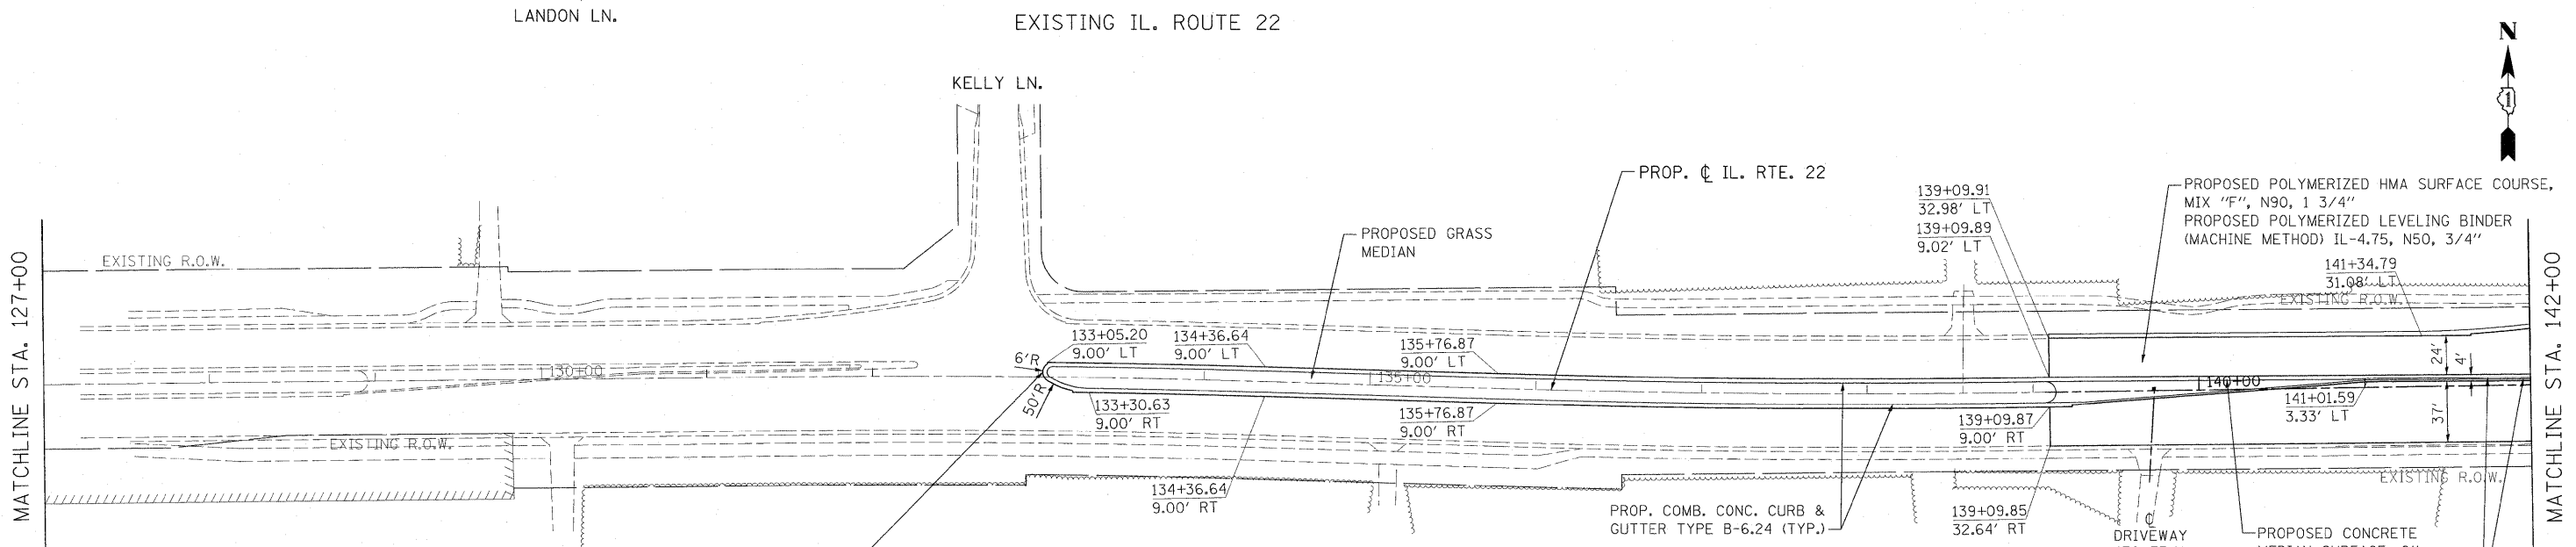 LANDON LN.
EXISTING IL. ROUTE 22
N
KELLY LN.
1
PROP. ℄ IL. RTE. 22
139+09.91
32.98' LT
139+09.89
9.02' LT
PROPOSED POLYMERIZED HMA SURFACE COURSE,
MIX "F", N90, 1 3/4"
PROPOSED POLYMERIZED LEVELING BINDER
(MACHINE METHOD) IL-4.75, N50, 3/4"
PROPOSED GRASS
MEDIAN
EXISTING R.O.W.
141+34.79
31.08' LT
EXISTING R.O.W.
MATCHLINE STA. 127+00
MATCHLINE STA. 142+00
133+05.20
9.00' LT
134+36.64
9.00' LT
135+76.87
9.00' LT
6'R
24'
4'
130+00
135+00
140+00
50'R
133+30.63
9.00' RT
135+76.87
9.00' RT
139+09.87
9.00' RT
141+01.59
3.33' LT
37'
EXISTING R.O.W.
EXISTING R.O.W.
134+36.64
9.00' RT
PROP. COMB. CONC. CURB &
GUTTER TYPE B-6.24 (TYP.)
139+09.85
32.64' RT
℄
DRIVEWAY
PROPOSED CONCRETE